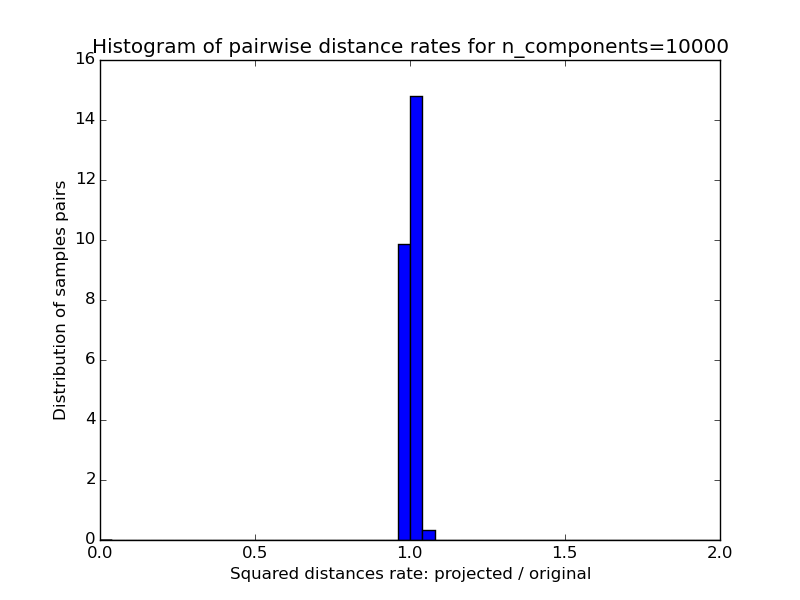 Histogram of pairwise distance rates for n_components=10000
16
14
12
10
8
6
4
2
0
Distribution of samples pairs
0.0 0.5 1.0 1.5 2.0
Squared distances rate: projected / original